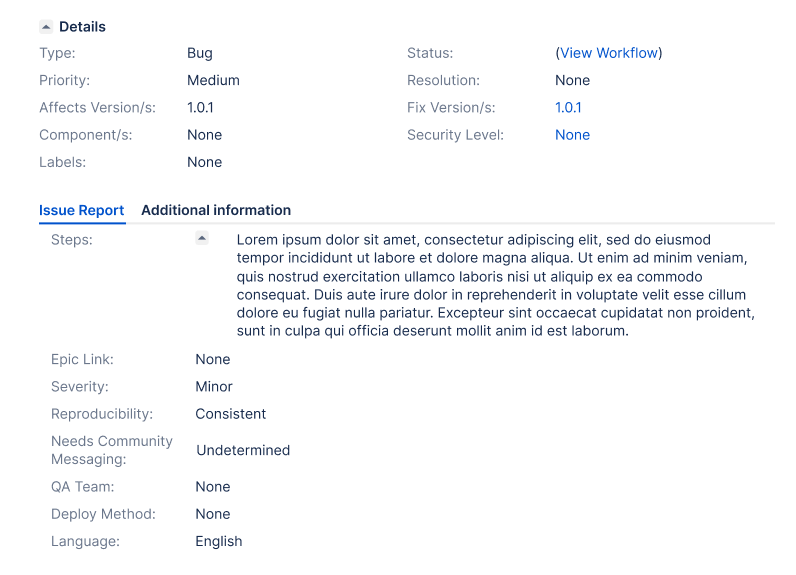 Details
Type: Bug Status: (View Workflow)
Priority: Medium Resolution: None
Affects Version/s: 1.0.1 Fix Version/s: 1.0.1
Component/s: None Security Level: None
Labels: None
Issue Report Additional information
Steps: Lorem ipsum dolor sit amet, consectetur adipiscing elit, sed do eiusmod
tempor incididunt ut labore et dolore magna aliqua. Ut enim ad minim veniam,
quis nostrud exercitation ullamco laboris nisi ut aliquip ex ea commodo
consequat. Duis aute irure dolor in reprehenderit in voluptate velit esse cillum
dolore eu fugiat nulla pariatur. Excepteur sint occaecat cupidatat non proident,
sunt in culpa qui officia deserunt mollit anim id est laborum.
Epic Link: None
Severity: Minor
Reproducibility: Consistent
Needs Community
Messaging: Undetermined
QA Team: None
Deploy Method: None
Language: English